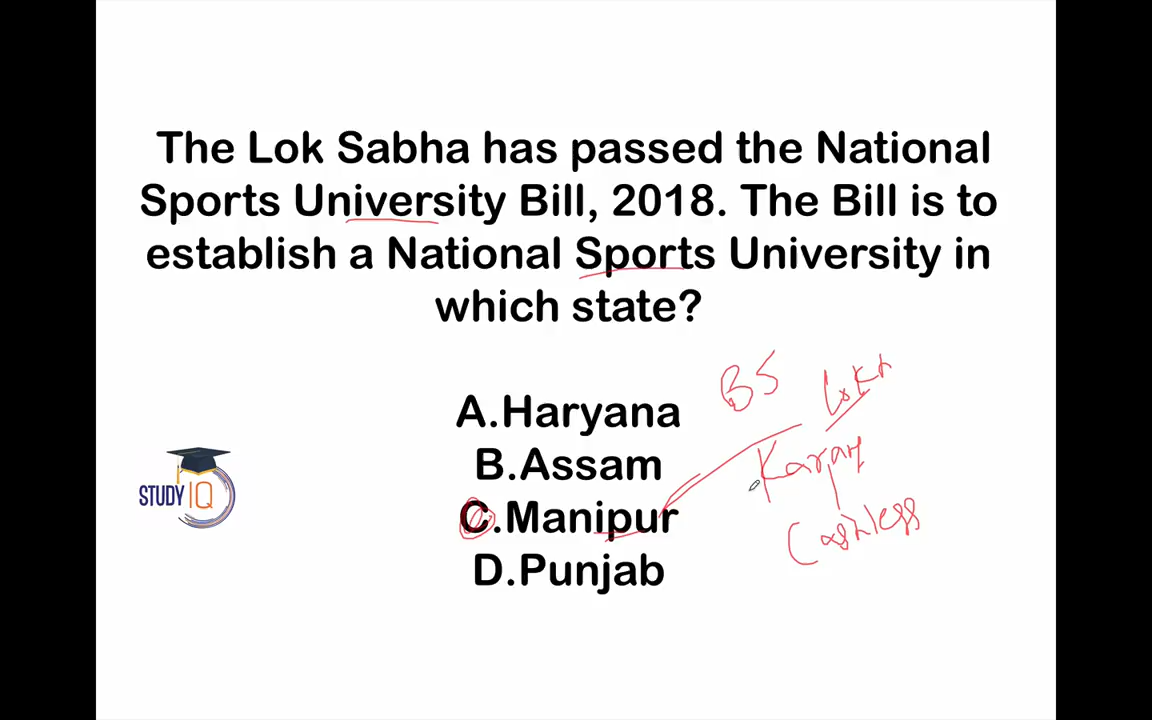 The Lok Sabha has passed the National
Sports University Bill, 2018. The Bill is to
establish a National Sports University in
which state?
A.Haryana
B.Assam
C.Manipur
D.Punjab
BS
Karang
Cashless
STUDY IQ